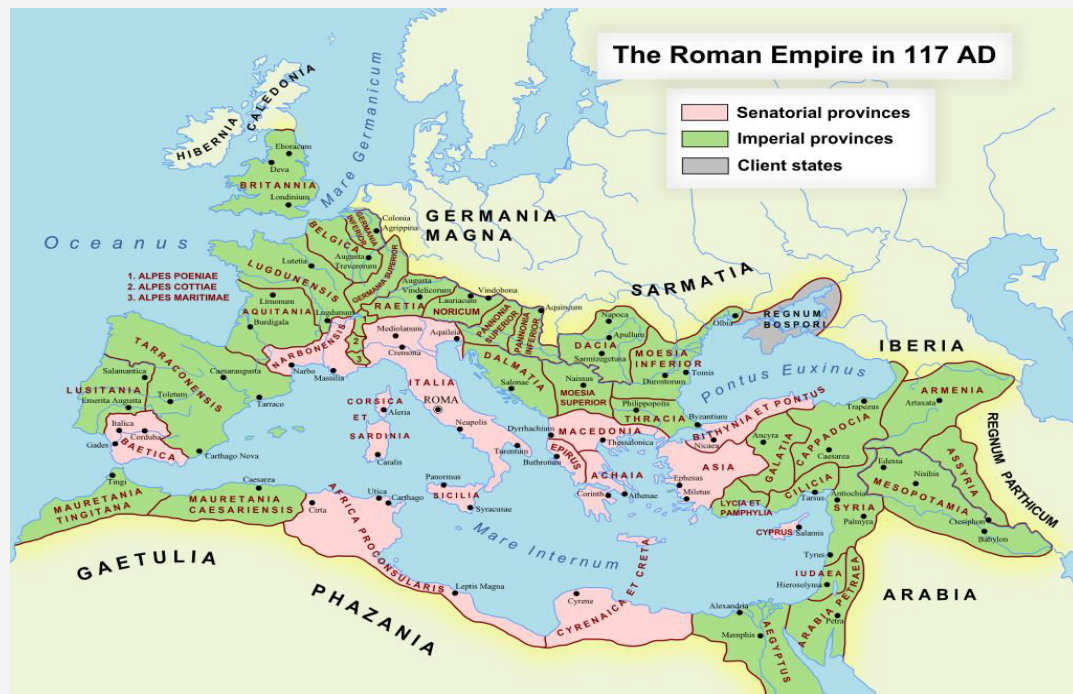 The Roman Empire in 117 AD
Senatorial provinces
Imperial provinces
Client states
HIBERNIA
CALEDONIA
Eboracum
Deva
BRITANNIA
Londinium
Mare Germanicum
Oceanus
GERMANIA
MAGNA
GERMANIA
INFERIOR
Colonia
Agrippina
BELGICA
Augusta
Treverorum
Lutetia
LUGDUNENSIS
GERMANIA SUPERIOR
1. ALPES POENIAE
2. ALPES COTTIAE
3. ALPES MARITIMAE
Limonum
AQUITANIA
Burdigala
Lugdunum
Augusta
Vindelicorum
RAETIA
Lauriacum
NORICUM
Vindobona
PANNONIA
SUPERIOR
PANNONIA
INFERIOR
Aquincum
SARMATIA
Napoca
Apullum
DACIA
Sarmizegetusa
MOESIA
INFERIOR
Durostorum
Tomis
Olbia
REGNUM
BOSPORI
IBERIA
Pontus Euxinus
NARBONENSIS
Narbo
Massilia
2
3
Mediolanum
Cremona
Aquileia
ITALIA
ROMA
Neapolis
Tarentum
DALMATIA
Salonae
Naissus
MOESIA
SUPERIOR
Philippopolis
THRACIA
Byzantium
TARRACONENSIS
Salamantica
Caesaraugusta
LUSITANIA
Toletum
Emerita Augusta
Tarraco
Italica
Corduba
Gades
BAETICA
Carthago Nova
CORSICA
ET
SARDINIA
Aleria
Caralis
Dyrrhachium
MACEDONIA
Thessalonica
EPIRUS
Buthrotum
ACHAIA
Corinth
Athenae
BITHYNIA ET PONTUS
Nicaea
Trapezus
ARMENIA
Artaxata
Ancyra
GALATIA
CAPPADOCIA
Caesarea
ASIA
Ephesus
Miletus
LYCIA ET
PAMPHYLIA
CILICIA
Tarsus
Antiochia
SYRIA
Palmyra
CYPRUS
Salamis
Edessa
Nisibis
MESOPOTAMIA
ASSYRIA
Ctesiphon
Babylon
REGNUM PARTHICUM
Tingi
MAURETANIA
TINGITANA
Caesarea
MAURETANIA
CAESARIENSIS
Cirta
Utica
Carthago
Panormus
SICILIA
Syracusae
AFRICA PROCONSULARIS
Mare Internum
Leptis Magna
GAETULIA
PHAZANIA
Cyrene
CYRENAICA ET CRETA
Tyrus
IUDAEA
Hierosolyma
ARABIA PETRAEA
Petra
ARABIA
Alexandria
Memphis
AEGYPTUS